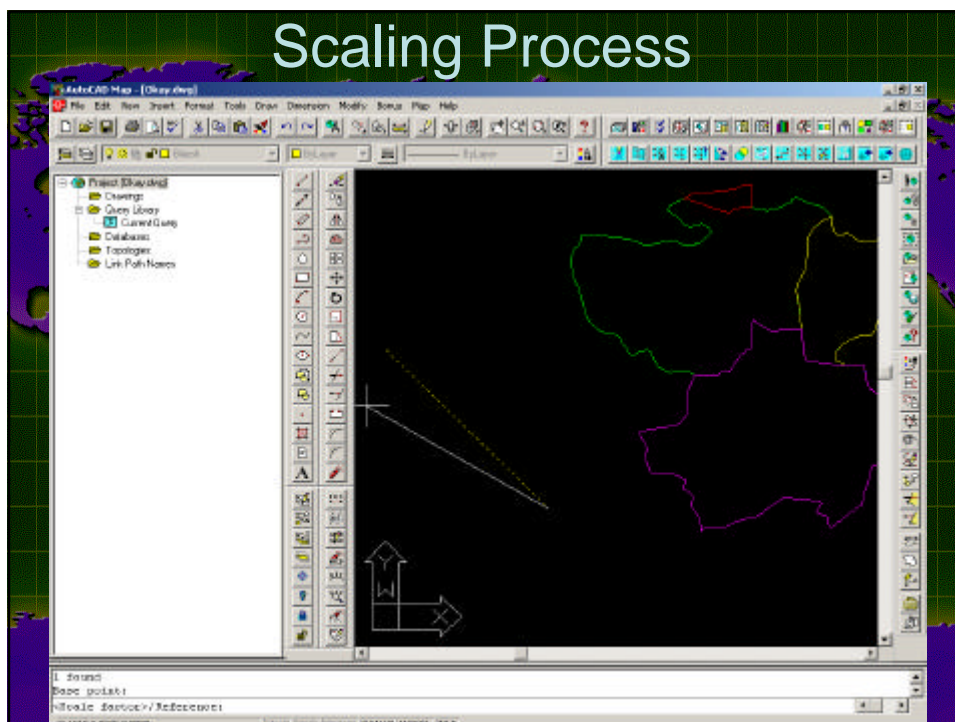 Scaling Process
AutoCAD Map - [Okay.dwg]
File Edit View Insert Format Tools Draw Dimension Modify Bonus Map Help
ByLayer ByLayer
Project [Okay.dwg]
Drawings
Query Library
Current Query
Databases
Topologies
Link Path Names
A
Y
W
X
1 found
Base point:
<Scale factor>/Reference: